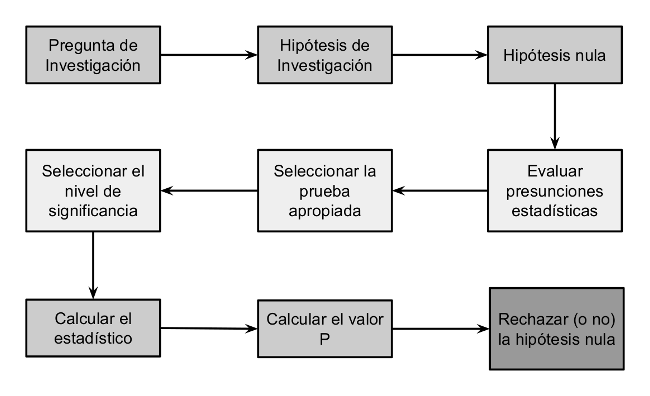 Pregunta de
Investigación
Hipótesis de
Investigación
Hipótesis nula
Evaluar
presunciones
estadísticas
Seleccionar la
prueba
apropiada
Seleccionar el
nivel de
significancia
Calcular el
estadístico
Calcular el valor
P
Rechazar (o no)
la hipótesis nula